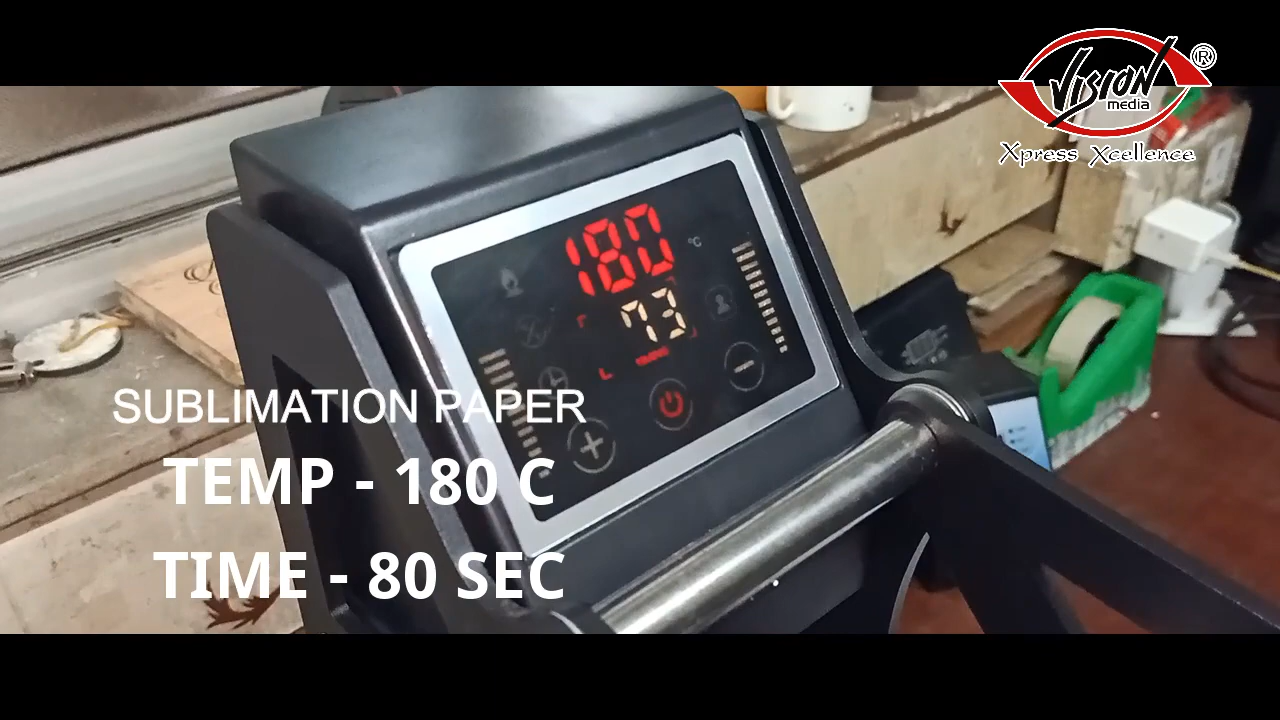 VISION
media
®
Xpress Xcellence
180
°C
73
SUBLIMATION PAPER
TEMP - 180 C
TIME - 80 SEC